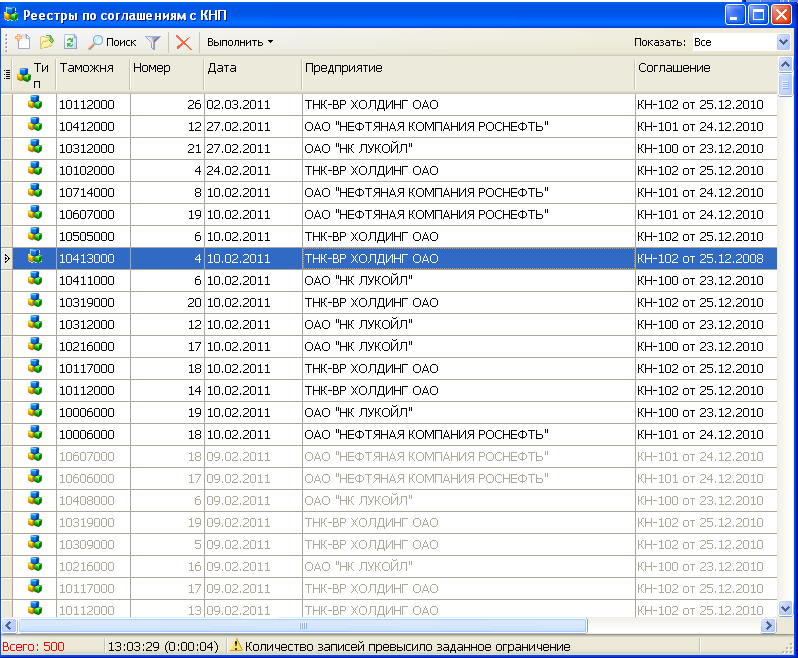 Реестры по соглашениям с КНП
Поиск Выполнить Показать: Все
Тип Таможня Номер Дата Предприятие Соглашение
10112000 26 02.03.2011 ТНК-ВР ХОЛДИНГ ОАО КН-102 от 25.12.2010
10412000 12 27.02.2011 ОАО "НЕФТЯНАЯ КОМПАНИЯ РОСНЕФТЬ" КН-101 от 24.12.2010
10312000 21 27.02.2011 ОАО "НК ЛУКОЙЛ" КН-100 от 23.12.2010
10102000 4 24.02.2011 ТНК-ВР ХОЛДИНГ ОАО КН-102 от 25.12.2010
10714000 8 10.02.2011 ОАО "НЕФТЯНАЯ КОМПАНИЯ РОСНЕФТЬ" КН-101 от 24.12.2010
10607000 19 10.02.2011 ОАО "НЕФТЯНАЯ КОМПАНИЯ РОСНЕФТЬ" КН-101 от 24.12.2010
10505000 6 10.02.2011 ТНК-ВР ХОЛДИНГ ОАО КН-102 от 25.12.2010
10413000 4 10.02.2011 ТНК-ВР ХОЛДИНГ ОАО КН-102 от 25.12.2008
10411000 6 10.02.2011 ОАО "НК ЛУКОЙЛ" КН-100 от 23.12.2010
10319000 20 10.02.2011 ТНК-ВР ХОЛДИНГ ОАО КН-102 от 25.12.2010
10312000 12 10.02.2011 ОАО "НК ЛУКОЙЛ" КН-100 от 23.12.2010
10216000 17 10.02.2011 ОАО "НК ЛУКОЙЛ" КН-100 от 23.12.2010
10117000 18 10.02.2011 ТНК-ВР ХОЛДИНГ ОАО КН-102 от 25.12.2010
10112000 14 10.02.2011 ТНК-ВР ХОЛДИНГ ОАО КН-102 от 25.12.2010
10006000 19 10.02.2011 ОАО "НК ЛУКОЙЛ" КН-100 от 23.12.2010
10006000 18 10.02.2011 ОАО "НЕФТЯНАЯ КОМПАНИЯ РОСНЕФТЬ" КН-101 от 24.12.2010
10607000 18 09.02.2011 ОАО "НЕФТЯНАЯ КОМПАНИЯ РОСНЕФТЬ" КН-101 от 24.12.2010
10606000 17 09.02.2011 ОАО "НЕФТЯНАЯ КОМПАНИЯ РОСНЕФТЬ" КН-101 от 24.12.2010
10408000 6 09.02.2011 ОАО "НК ЛУКОЙЛ" КН-100 от 23.12.2010
10319000 19 09.02.2011 ТНК-ВР ХОЛДИНГ ОАО КН-102 от 25.12.2010
10309000 5 09.02.2011 ТНК-ВР ХОЛДИНГ ОАО КН-102 от 25.12.2010
10216000 16 09.02.2011 ОАО "НК ЛУКОЙЛ" КН-100 от 23.12.2010
10117000 17 09.02.2011 ТНК-ВР ХОЛДИНГ ОАО КН-102 от 25.12.2010
10112000 13 09.02.2011 ТНК-ВР ХОЛДИНГ ОАО КН-102 от 25.12.2010
Всего: 500 13:03:29 (0:00:04) Количество записей превысило заданное ограничение